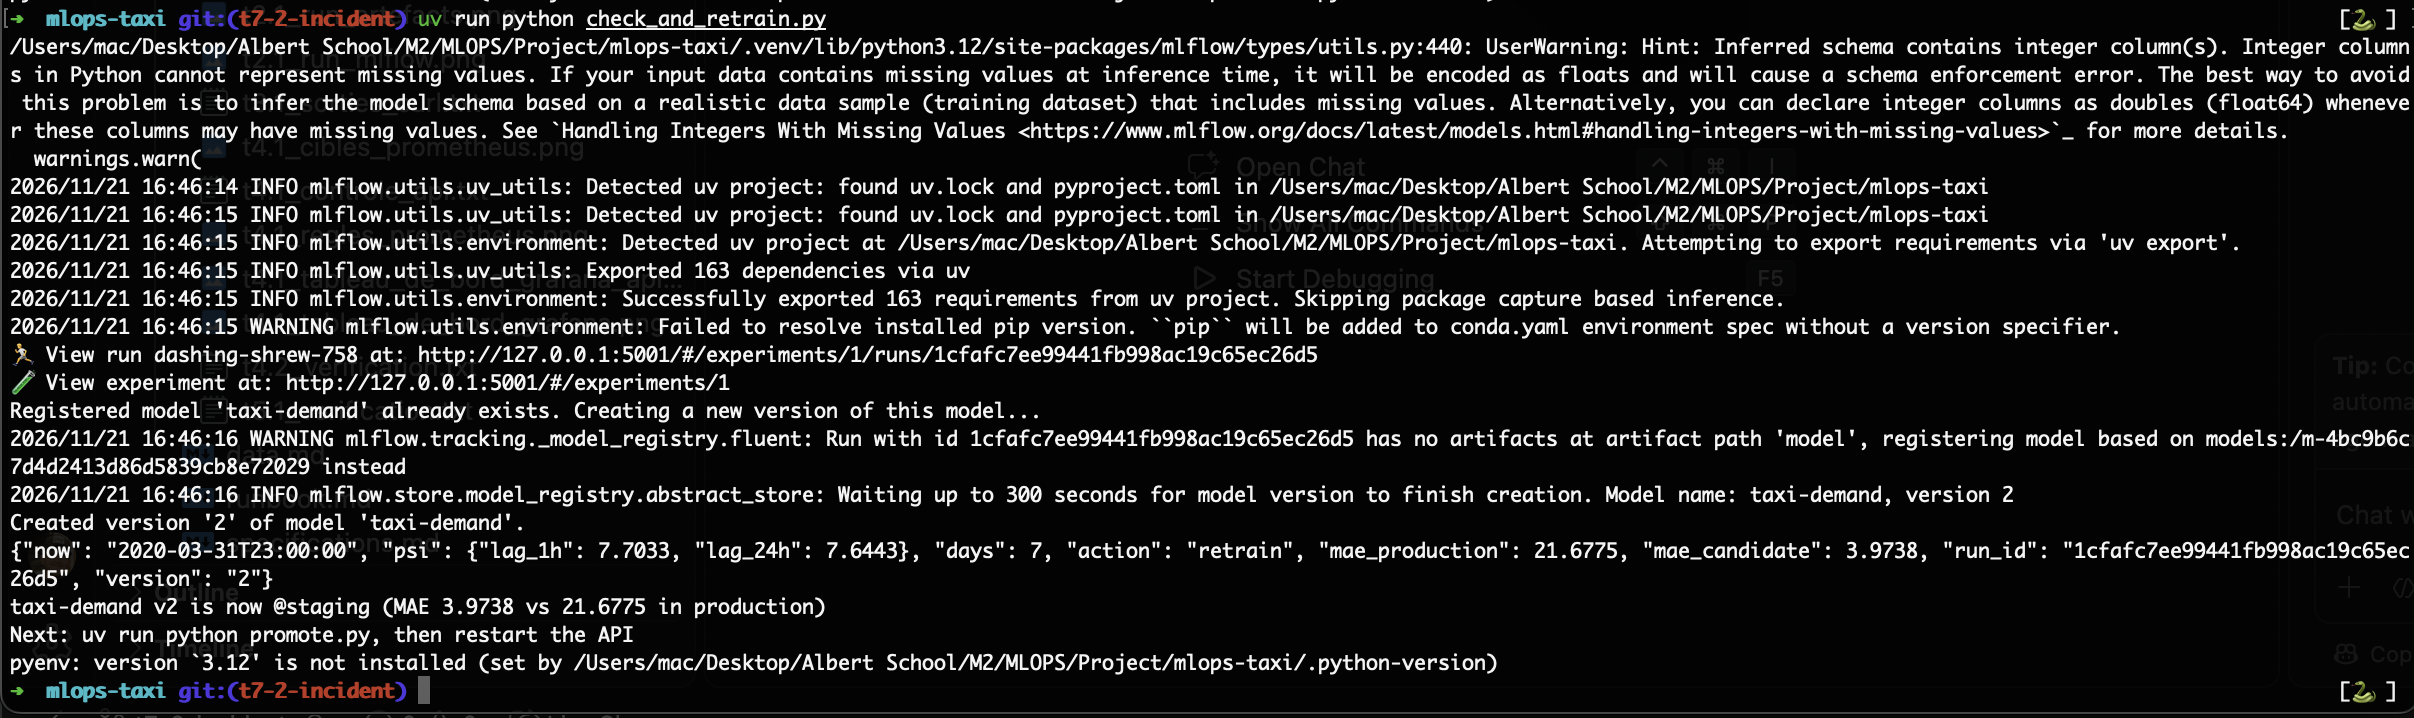 ➜ mlops-taxi git:(t7-2-incident) uv run python check_and_retrain.py [🐍 ]
/Users/mac/Desktop/Albert School/M2/MLOPS/Project/mlops-taxi/.venv/lib/python3.12/site-packages/mlflow/types/utils.py:440: UserWarning: Hint: Inferred schema contains integer column(s). Integer column
s in Python cannot represent missing values. If your input data contains missing values at inference time, it will be encoded as floats and will cause a schema enforcement error. The best way to avoid
this problem is to infer the model schema based on a realistic data sample (training dataset) that includes missing values. Alternatively, you can declare integer columns as doubles (float64) wheneve
r these columns may have missing values. See `Handling Integers With Missing Values <https://www.mlflow.org/docs/latest/models.html#handling-integers-with-missing-values>`_ for more details.
warnings.warn(
2026/11/21 16:46:14 INFO mlflow.utils.uv_utils: Detected uv project: found uv.lock and pyproject.toml in /Users/mac/Desktop/Albert School/M2/MLOPS/Project/mlops-taxi
2026/11/21 16:46:15 INFO mlflow.utils.uv_utils: Detected uv project: found uv.lock and pyproject.toml in /Users/mac/Desktop/Albert School/M2/MLOPS/Project/mlops-taxi
2026/11/21 16:46:15 INFO mlflow.utils.environment: Detected uv project at /Users/mac/Desktop/Albert School/M2/MLOPS/Project/mlops-taxi. Attempting to export requirements via 'uv export'.
2026/11/21 16:46:15 INFO mlflow.utils.uv_utils: Exported 163 dependencies via uv
2026/11/21 16:46:15 INFO mlflow.utils.environment: Successfully exported 163 requirements from uv project. Skipping package capture based inference.
2026/11/21 16:46:15 WARNING mlflow.utils.environment: Failed to resolve installed pip version. ``pip`` will be added to conda.yaml environment spec without a version specifier.
🏃 View run dashing-shrew-758 at: http://127.0.0.1:5001/#/experiments/1/runs/1cfafc7ee99441fb998ac19c65ec26d5
🧪 View experiment at: http://127.0.0.1:5001/#/experiments/1
Registered model 'taxi-demand' already exists. Creating a new version of this model...
2026/11/21 16:46:16 WARNING mlflow.tracking._model_registry.fluent: Run with id 1cfafc7ee99441fb998ac19c65ec26d5 has no artifacts at artifact path 'model', registering model based on models:/m-4bc9b6c
7d4d2413d86d5839cb8e72029 instead
2026/11/21 16:46:16 INFO mlflow.store.model_registry.abstract_store: Waiting up to 300 seconds for model version to finish creation. Model name: taxi-demand, version 2
Created version '2' of model 'taxi-demand'.
{"now": "2020-03-31T23:00:00", "psi": {"lag_1h": 7.7033, "lag_24h": 7.6443}, "days": 7, "action": "retrain", "mae_production": 21.6775, "mae_candidate": 3.9738, "run_id": "1cfafc7ee99441fb998ac19c65ec
26d5", "version": "2"}
taxi-demand v2 is now @staging (MAE 3.9738 vs 21.6775 in production)
Next: uv run python promote.py, then restart the API
pyenv: version `3.12' is not installed (set by /Users/mac/Desktop/Albert School/M2/MLOPS/Project/mlops-taxi/.python-version)
➜ mlops-taxi git:(t7-2-incident) [🐍 ]
t4.1_cibles_prometheus.png
Open Chat
Show All Commands
Start Debugging
F5
Tip:
Outline
Timeline